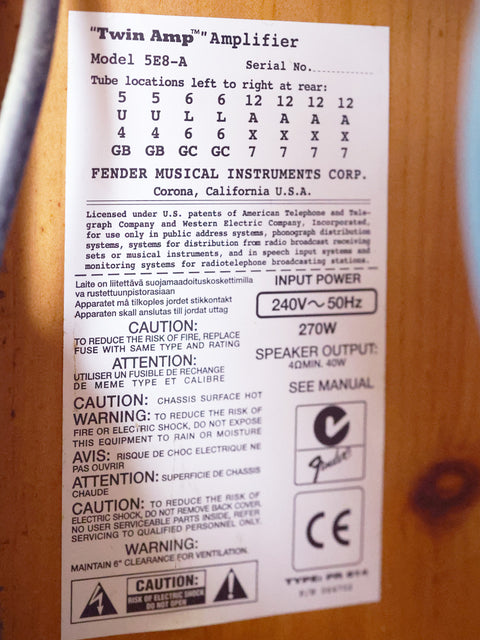 "Twin Amp™" Amplifier
Model 5E8-A
Serial No.
Tube locations left to right at rear:
5 5 6 6 12 12 12 12
U U L L A A A A
4 4 6 6 X X X X
GB GB GC GC 7 7 7 7
FENDER MUSICAL INSTRUMENTS CORP.
Corona, California U.S.A.
Licensed under U.S. patents of American Telephone and Tele-
graph Company and Western Electric Company, Incorporated,
for use only in public address systems, phonograph distribution
systems, systems for distribution from radio broadcast receiving
sets or musical instruments, and in speech input systems and
monitoring systems for radiotelephone broadcasting stations.
Laite on liitettävä suojamaadoituskoskettimilla
va rustettuunpistorasiaan
Apparatet må tilkoples jordet stikkontakt
Apparaten skall anslutas till jordat uttag
CAUTION:
TO REDUCE THE RISK OF FIRE, REPLACE
FUSE WITH SAME TYPE AND RATING
ATTENTION:
UTILISER UN FUSIBLE DE RECHANGE
DE MEME TYPE ET CALIBRE
CAUTION: CHASSIS SURFACE HOT
WARNING: TO REDUCE THE RISK OF
FIRE OR ELECTRIC SHOCK, DO NOT EXPOSE
THIS EQUIPMENT TO RAIN OR MOISTURE
AVIS: RISQUE DE CHOC ELECTRIQUE NE
PAS OUVRIR
ATTENTION: SUPERFICIE DE CHASSIS
CHAUDE
CAUTION: TO REDUCE THE RISK OF
ELECTRIC SHOCK, DO NOT REMOVE BACK COVER.
NO USER SERVICEABLE PARTS INSIDE, REFER
SERVICING TO QUALIFIED PERSONNEL ONLY.
WARNING:
MAINTAIN 6" CLEARANCE FOR VENTILATION.
CAUTION:
RISK OF ELECTRIC SHOCK
DO NOT OPEN
INPUT POWER
240V~50Hz
270W
SPEAKER OUTPUT:
4ΩMIN. 40W
SEE MANUAL
Fender
CE
TYPE: PR